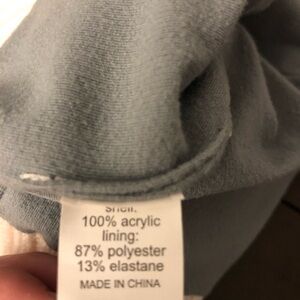 shell:
100% acrylic
lining:
87% polyester
13% elastane
MADE IN CHINA